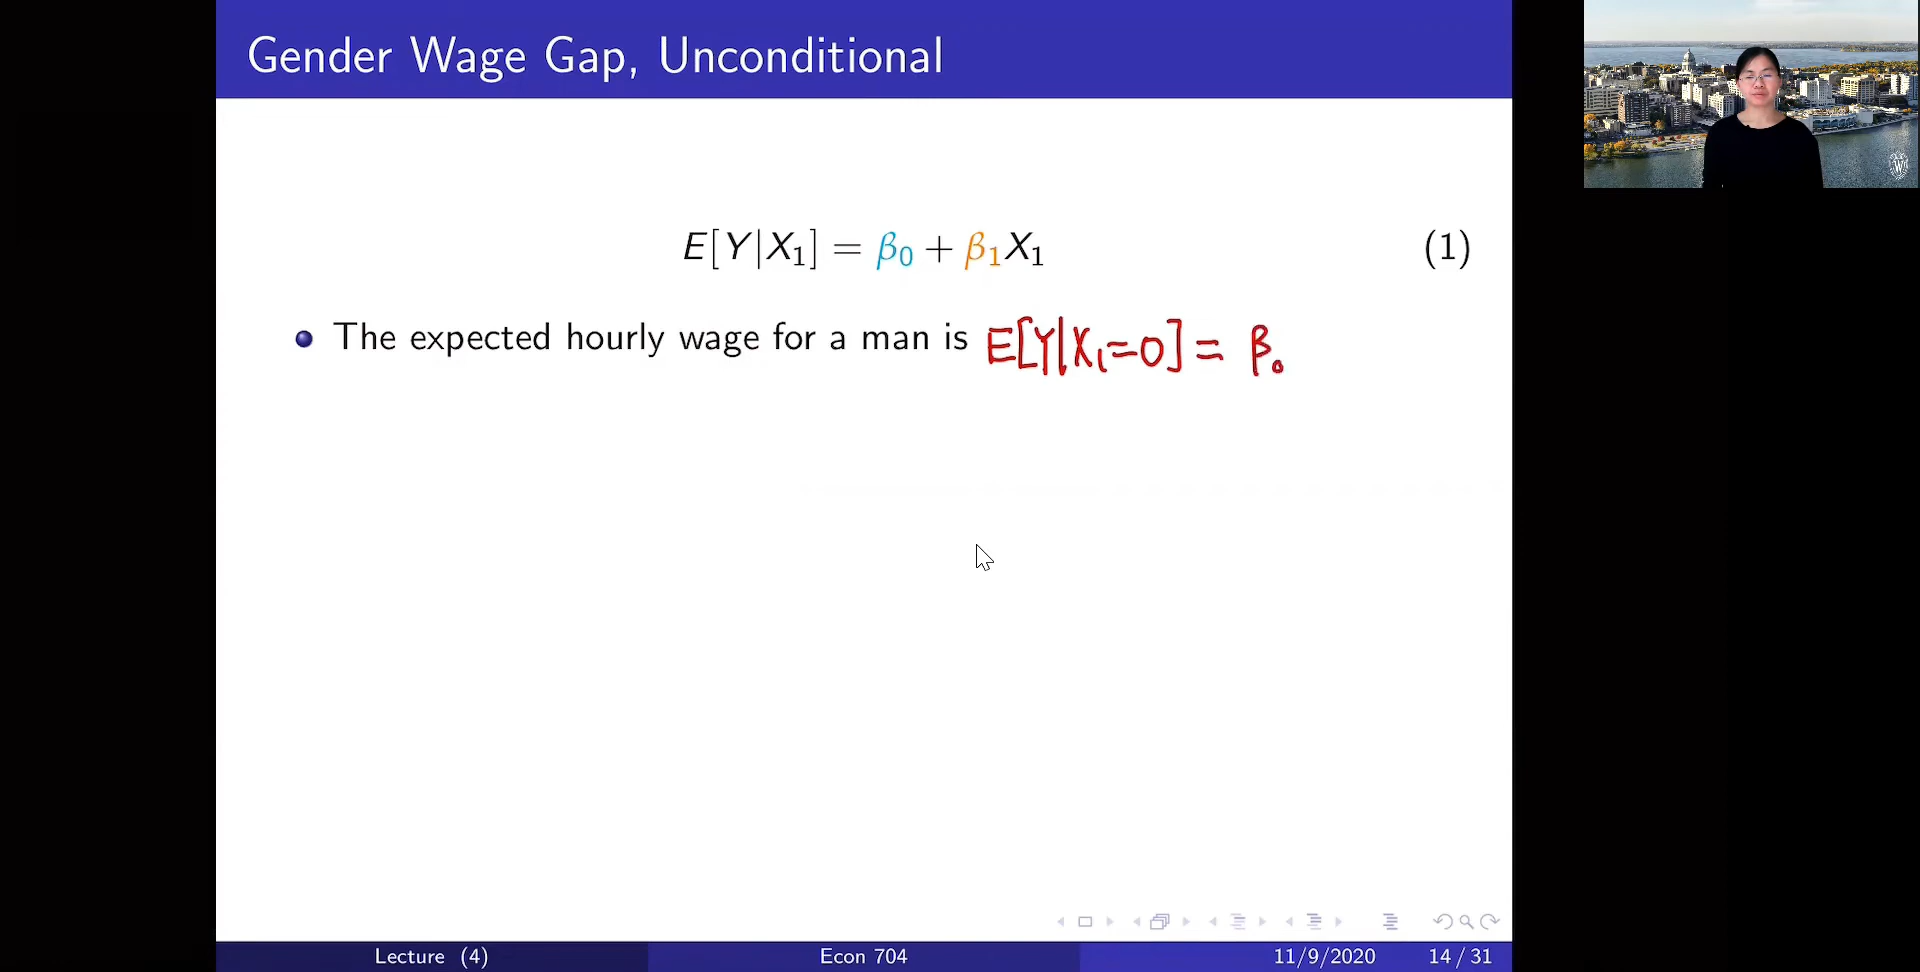 Gender Wage Gap, Unconditional
E[Y|X₁] = β₀ + β₁X₁ (1)
The expected hourly wage for a man is E[Y|X₁=0] = β₀
Lecture (4) Econ 704 11/9/2020 14 / 31
W